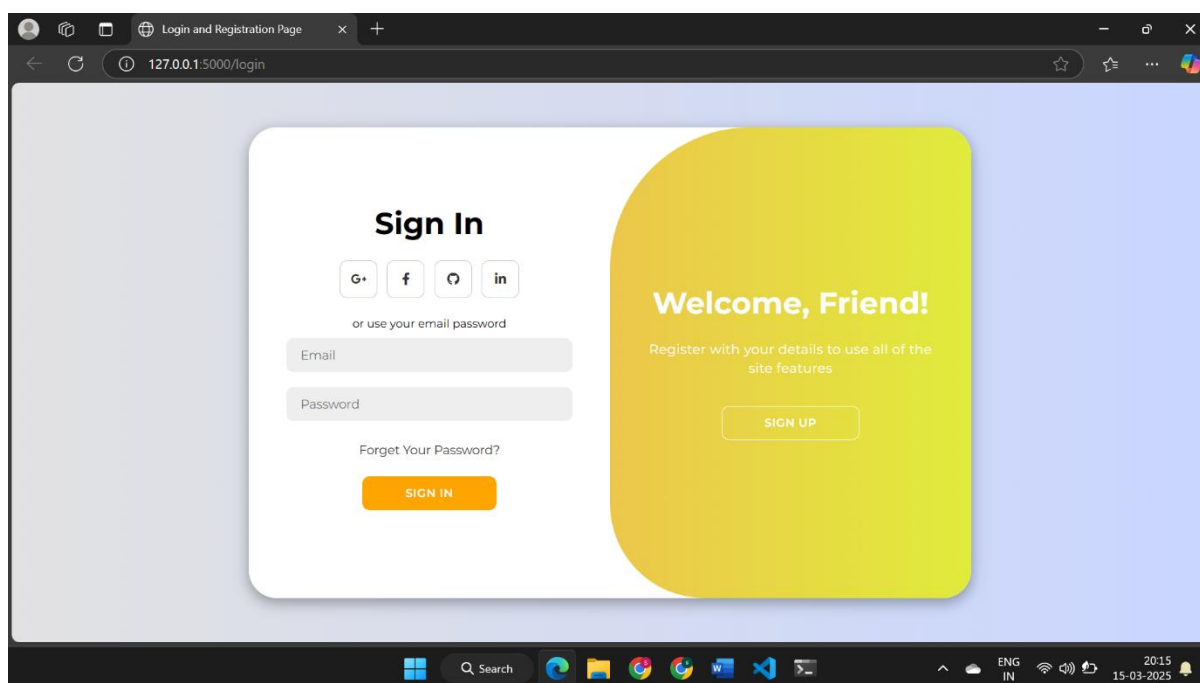 Login and Registration Page
127.0.0.1:5000/login
Sign In
G+ f in
or use your email password
Email
Password
Forget Your Password?
SIGN IN
Welcome, Friend!
Register with your details to use all of the
site features
SIGN UP
Search
ENG
IN
20:15
15-03-2025